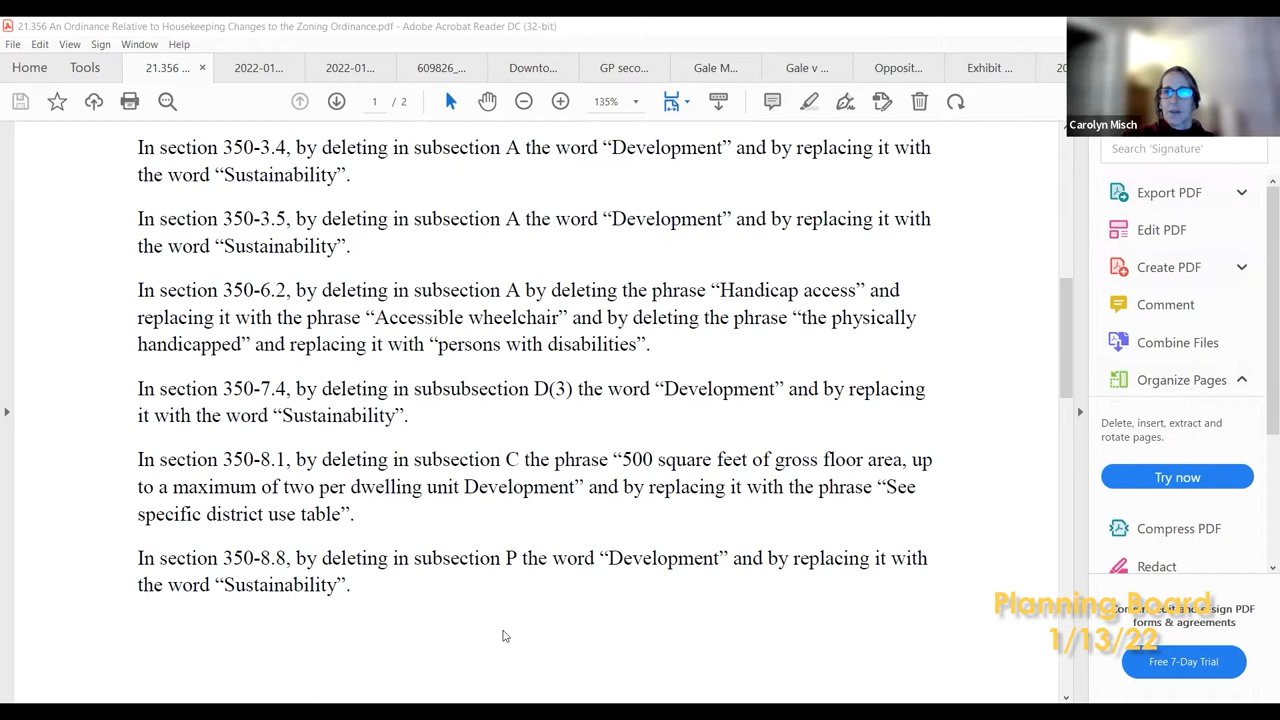 21.356 An Ordinance Relative to Housekeeping Changes to the Zoning Ordinance.pdf - Adobe Acrobat Reader DC (32-bit)
File Edit View Sign Window Help
Home Tools 21.356 ... × 2022-01... 2022-01... 609826_... Downto... GP seco... Gale M... Gale v ... Opposit... Exhibit ... 20
1 / 2 135%
Carolyn Misch
In section 350-3.4, by deleting in subsection A the word “Development” and by replacing it with
the word “Sustainability”.
In section 350-3.5, by deleting in subsection A the word “Development” and by replacing it with
the word “Sustainability”.
In section 350-6.2, by deleting in subsection A by deleting the phrase “Handicap access” and
replacing it with the phrase “Accessible wheelchair” and by deleting the phrase “the physically
handicapped” and replacing it with “persons with disabilities”.
In section 350-7.4, by deleting in subsubsection D(3) the word “Development” and by replacing
it with the word “Sustainability”.
In section 350-8.1, by deleting in subsection C the phrase “500 square feet of gross floor area, up
to a maximum of two per dwelling unit Development” and by replacing it with the phrase “See
specific district use table”.
In section 350-8.8, by deleting in subsection P the word “Development” and by replacing it with
the word “Sustainability”.
Search 'Signature'
Export PDF
Edit PDF
Create PDF
Comment
Combine Files
Organize Pages
Delete, insert, extract and
rotate pages.
Try now
Compress PDF
Redact
edit and sign PDF
forms & agreements
Free 7-Day Trial
Planning Board
1/13/22